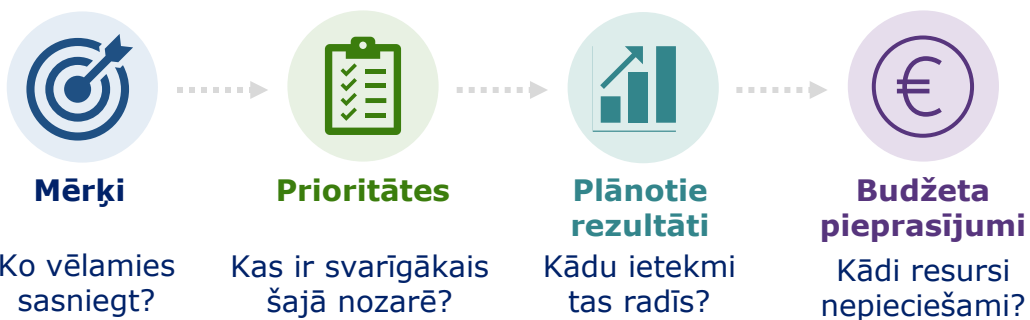 Mērķi
Ko vēlamies
sasniegt?
Prioritātes
Kas ir svarīgākais
šajā nozarē?
Plānotie
rezultāti
Kādu ietekmi
tas radīs?
€
Budžeta
pieprasījumi
Kādi resursi
nepieciešami?